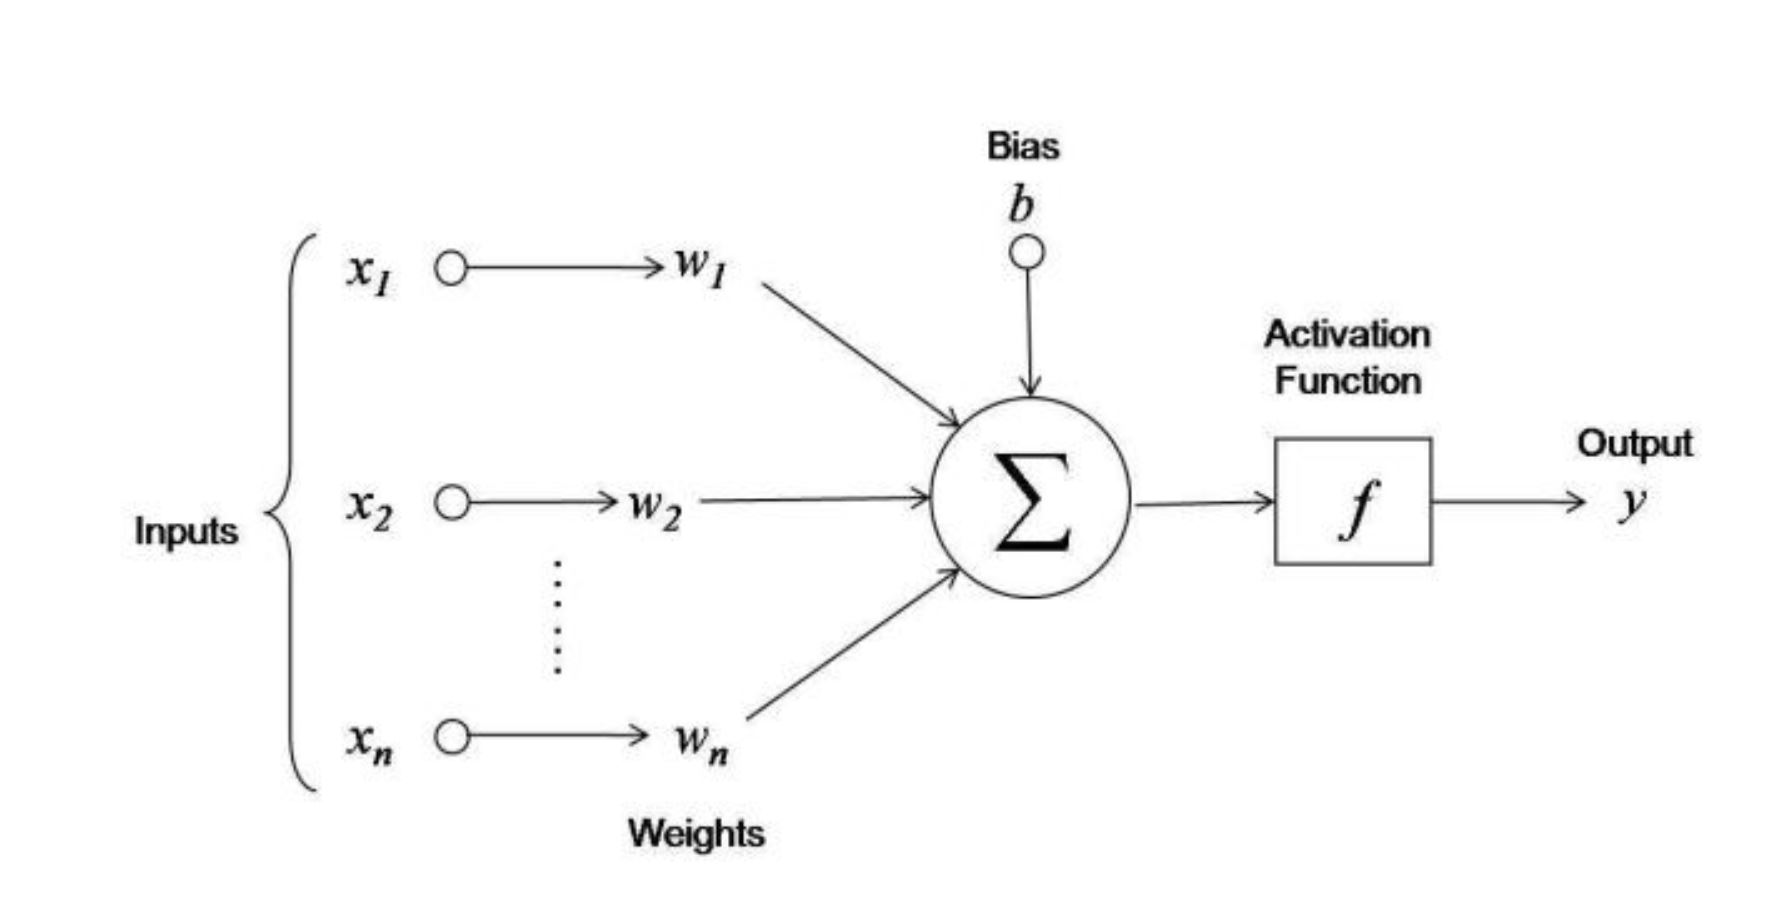 Bias
b
x1 w1
Activation
Function
Output
Inputs
x2 w2
Σ
f
y
xn wn
Weights